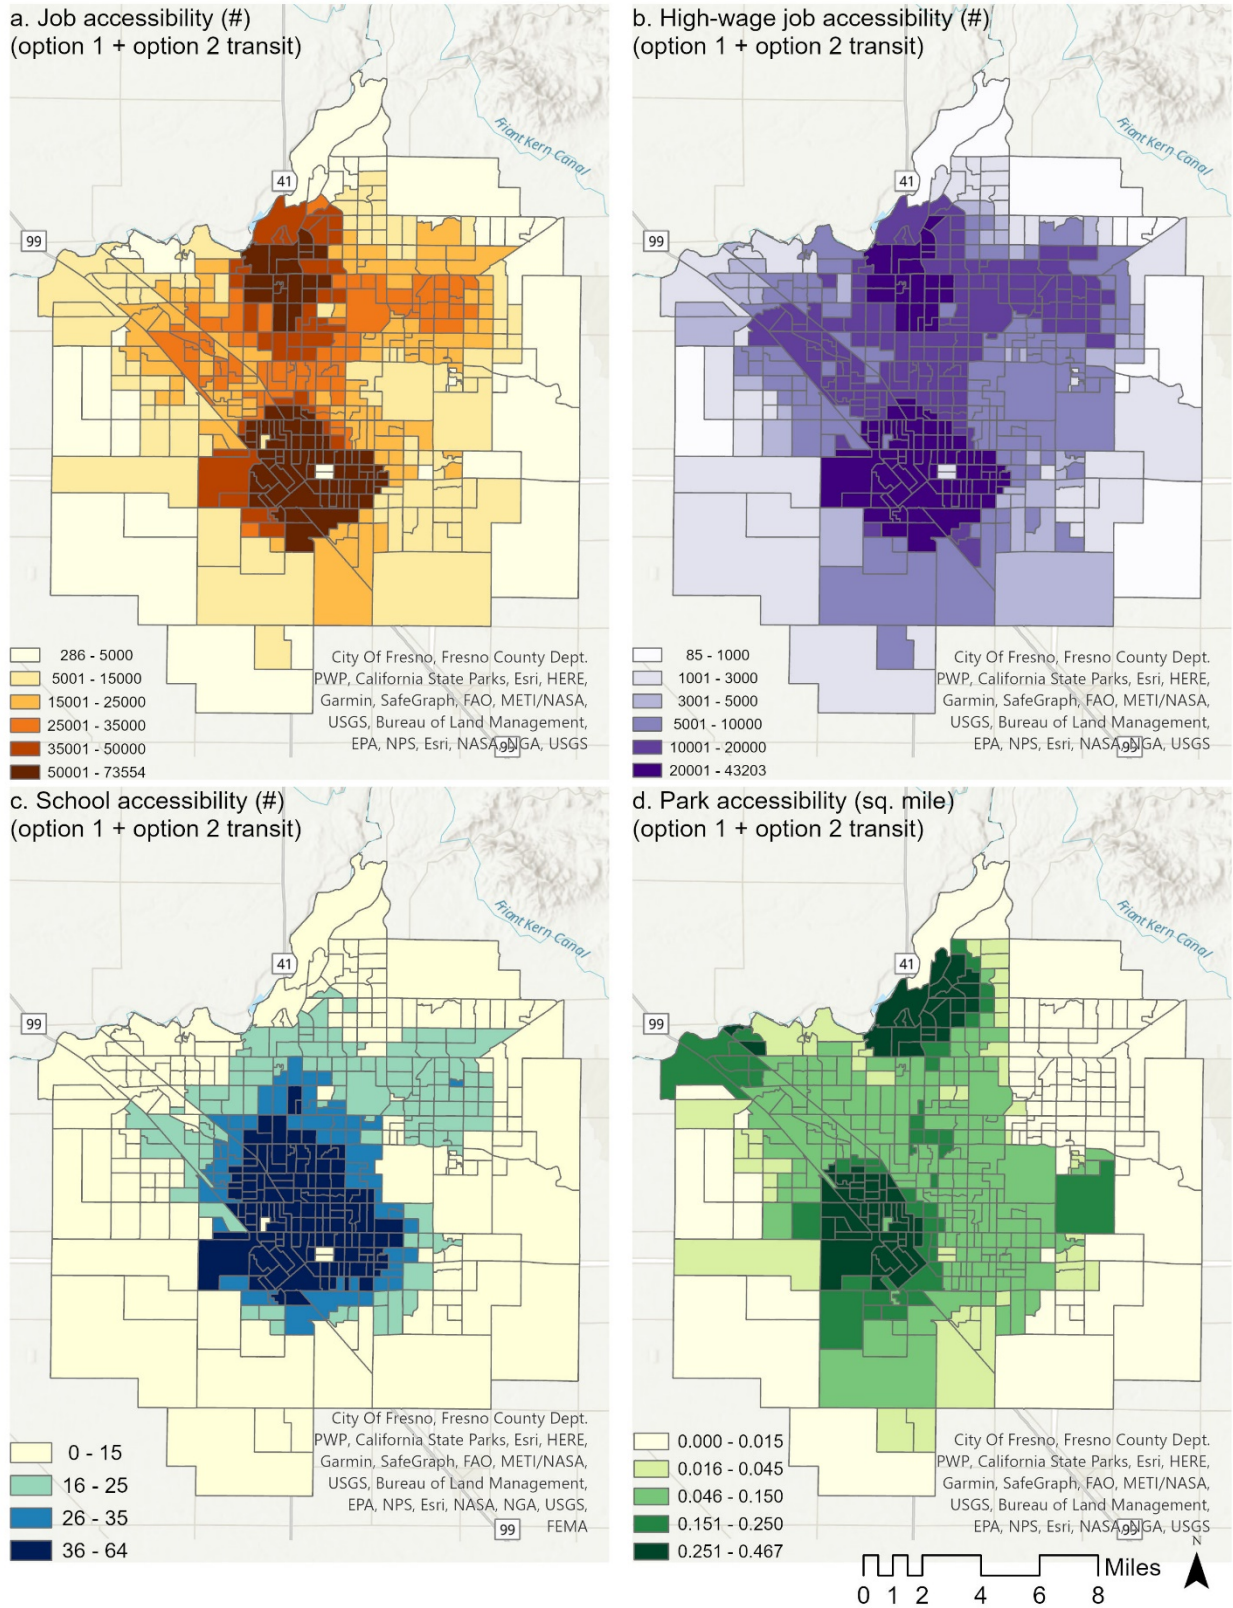 a. Job accessibility (#)
(option 1 + option 2 transit)
Friant Kern Canal
41
99
286 - 5000
5001 - 15000
15001 - 25000
25001 - 35000
35001 - 50000
50001 - 73554
City Of Fresno, Fresno County Dept.
PWP, California State Parks, Esri, HERE,
Garmin, SafeGraph, FAO, METI/NASA,
USGS, Bureau of Land Management,
EPA, NPS, Esri, NASA, NGA, USGS
99
b. High-wage job accessibility (#)
(option 1 + option 2 transit)
Friant Kern Canal
41
99
85 - 1000
1001 - 3000
3001 - 5000
5001 - 10000
10001 - 20000
20001 - 43203
City Of Fresno, Fresno County Dept.
PWP, California State Parks, Esri, HERE,
Garmin, SafeGraph, FAO, METI/NASA,
USGS, Bureau of Land Management,
EPA, NPS, Esri, NASA, NGA, USGS
99
c. School accessibility (#)
(option 1 + option 2 transit)
Friant Kern Canal
41
99
0 - 15
16 - 25
26 - 35
36 - 64
City Of Fresno, Fresno County Dept.
PWP, California State Parks, Esri, HERE,
Garmin, SafeGraph, FAO, METI/NASA,
USGS, Bureau of Land Management,
EPA, NPS, Esri, NASA, NGA, USGS,
FEMA
99
d. Park accessibility (sq. mile)
(option 1 + option 2 transit)
Friant Kern Canal
41
99
0.000 - 0.015
0.016 - 0.045
0.046 - 0.150
0.151 - 0.250
0.251 - 0.467
City Of Fresno, Fresno County Dept.
PWP, California State Parks, Esri, HERE,
Garmin, SafeGraph, FAO, METI/NASA,
USGS, Bureau of Land Management,
EPA, NPS, Esri, NASA, NGA, USGS
99
N
Miles
0 1 2 4 6 8